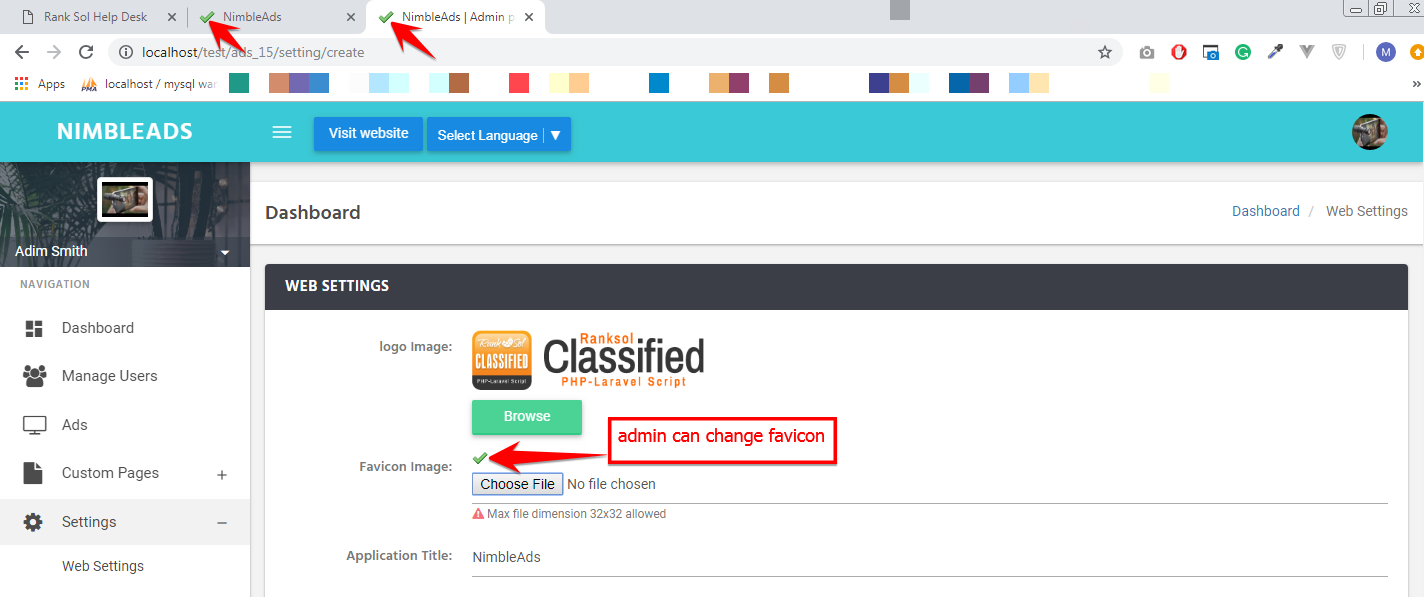 Rank Sol Help Desk
NimbleAds
NimbleAds | Admin p
localhost/test/ads_15/setting/create
M
Apps
PMA
localhost / mysql wam
»
NIMBLEADS
Visit website
Select Language ▼
Adim Smith
Dashboard
Dashboard / Web Settings
NAVIGATION
Dashboard
Manage Users
Ads
Custom Pages +
Settings −
Web Settings
WEB SETTINGS
logo Image:
Rank Sol
CLASSIFIED
PHP-Laravel Script
Ranksol
Classified
PHP-Laravel Script
Browse
admin can change favicon
Favicon Image:
Choose File No file chosen
Max file dimension 32x32 allowed
Application Title: NimbleAds